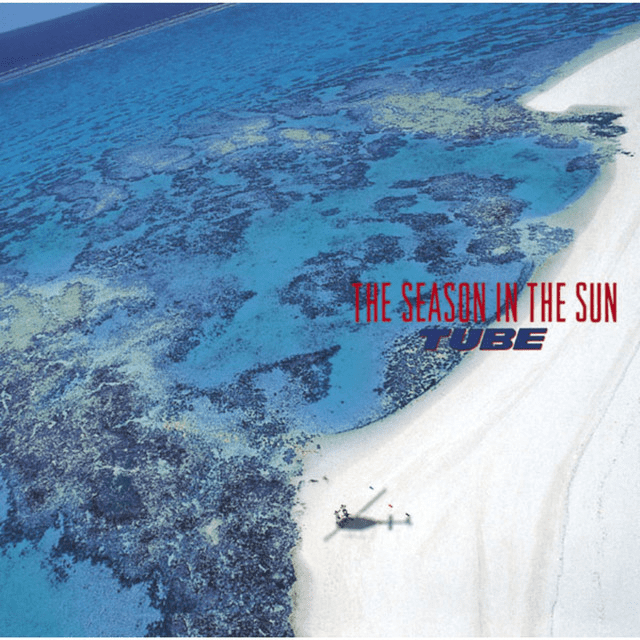 THE SEASON IN THE SUN
TUBE